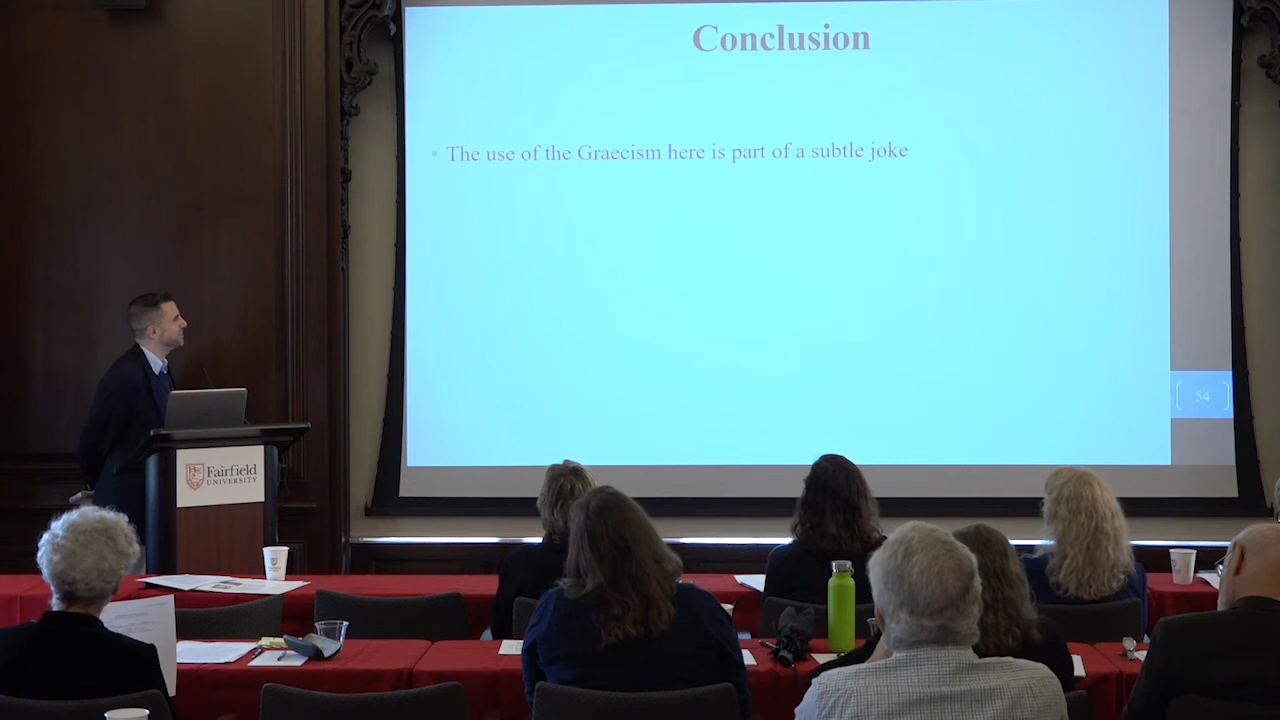 Conclusion
The use of the Graecism here is part of a subtle joke
54
Fairfield
UNIVERSITY